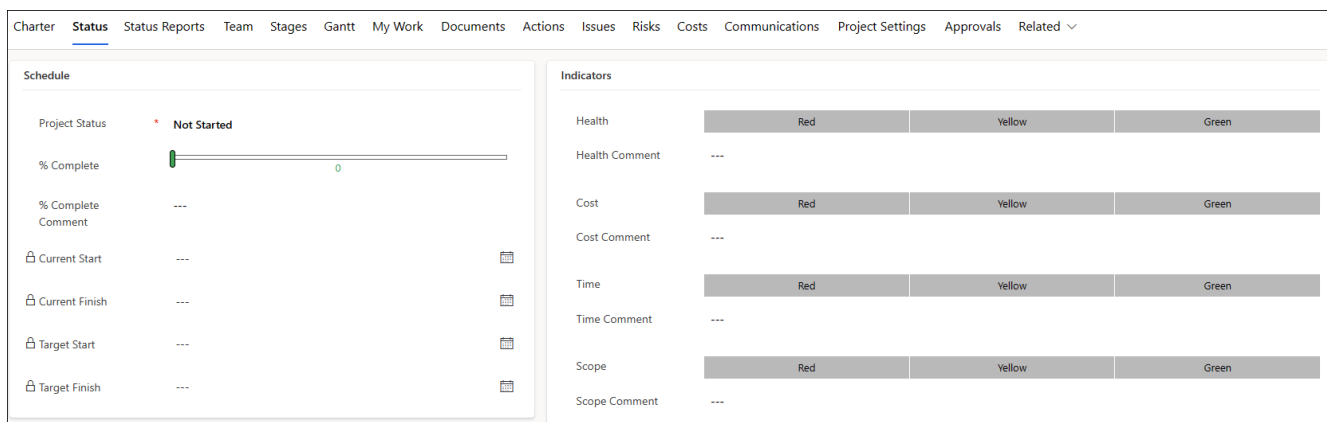 Charter Status Status Reports Team Stages Gantt My Work Documents Actions Issues Risks Costs Communications Project Settings Approvals Related
Schedule
Project Status * Not Started
% Complete
0
% Complete
Comment
---
Current Start ---
Current Finish ---
Target Start ---
Target Finish ---
Indicators
Health Red Yellow Green
Health Comment ---
Cost Red Yellow Green
Cost Comment ---
Time Red Yellow Green
Time Comment ---
Scope Red Yellow Green
Scope Comment ---